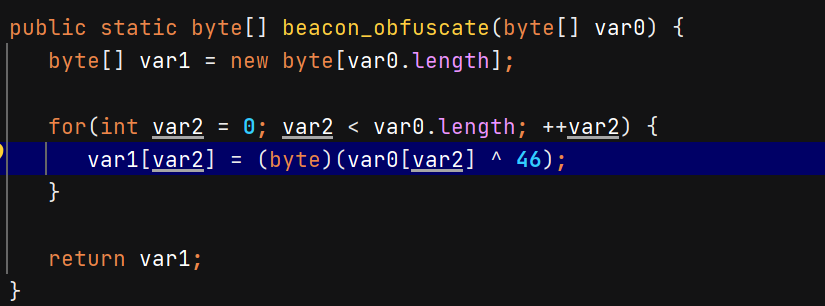 public static byte[] beacon_obfuscate(byte[] var0) {
byte[] var1 = new byte[var0.length];
for(int var2 = 0; var2 < var0.length; ++var2) {
var1[var2] = (byte)(var0[var2] ^ 46);
}
return var1;
}